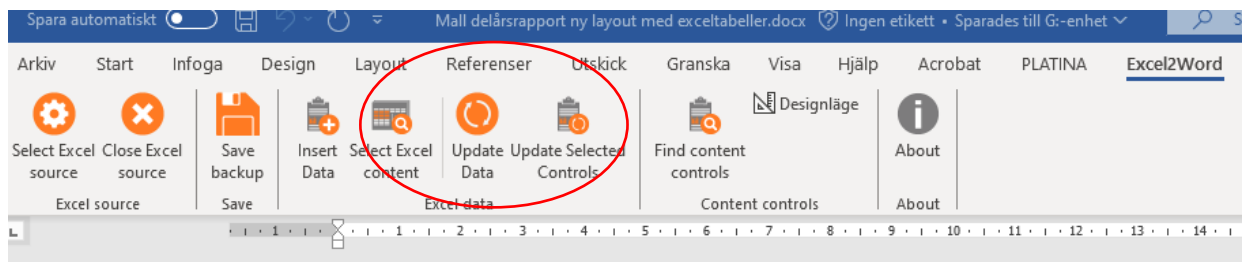 Spara automatiskt Mall delårsrapport ny layout med exceltabeller.docx Ingen etikett • Sparades till G:-enhet
Arkiv Start Infoga Design Layout Referenser Utskick Granska Visa Hjälp Acrobat PLATINA Excel2Word
Select Excel source
Close Excel source
Save backup
Insert Data
Select Excel content
Update Data
Update Selected Controls
Find content controls
Designläge
About
Excel source Save Excel data Content controls About
1 1 2 3 4 5 6 7 8 9 10 11 12 13 14